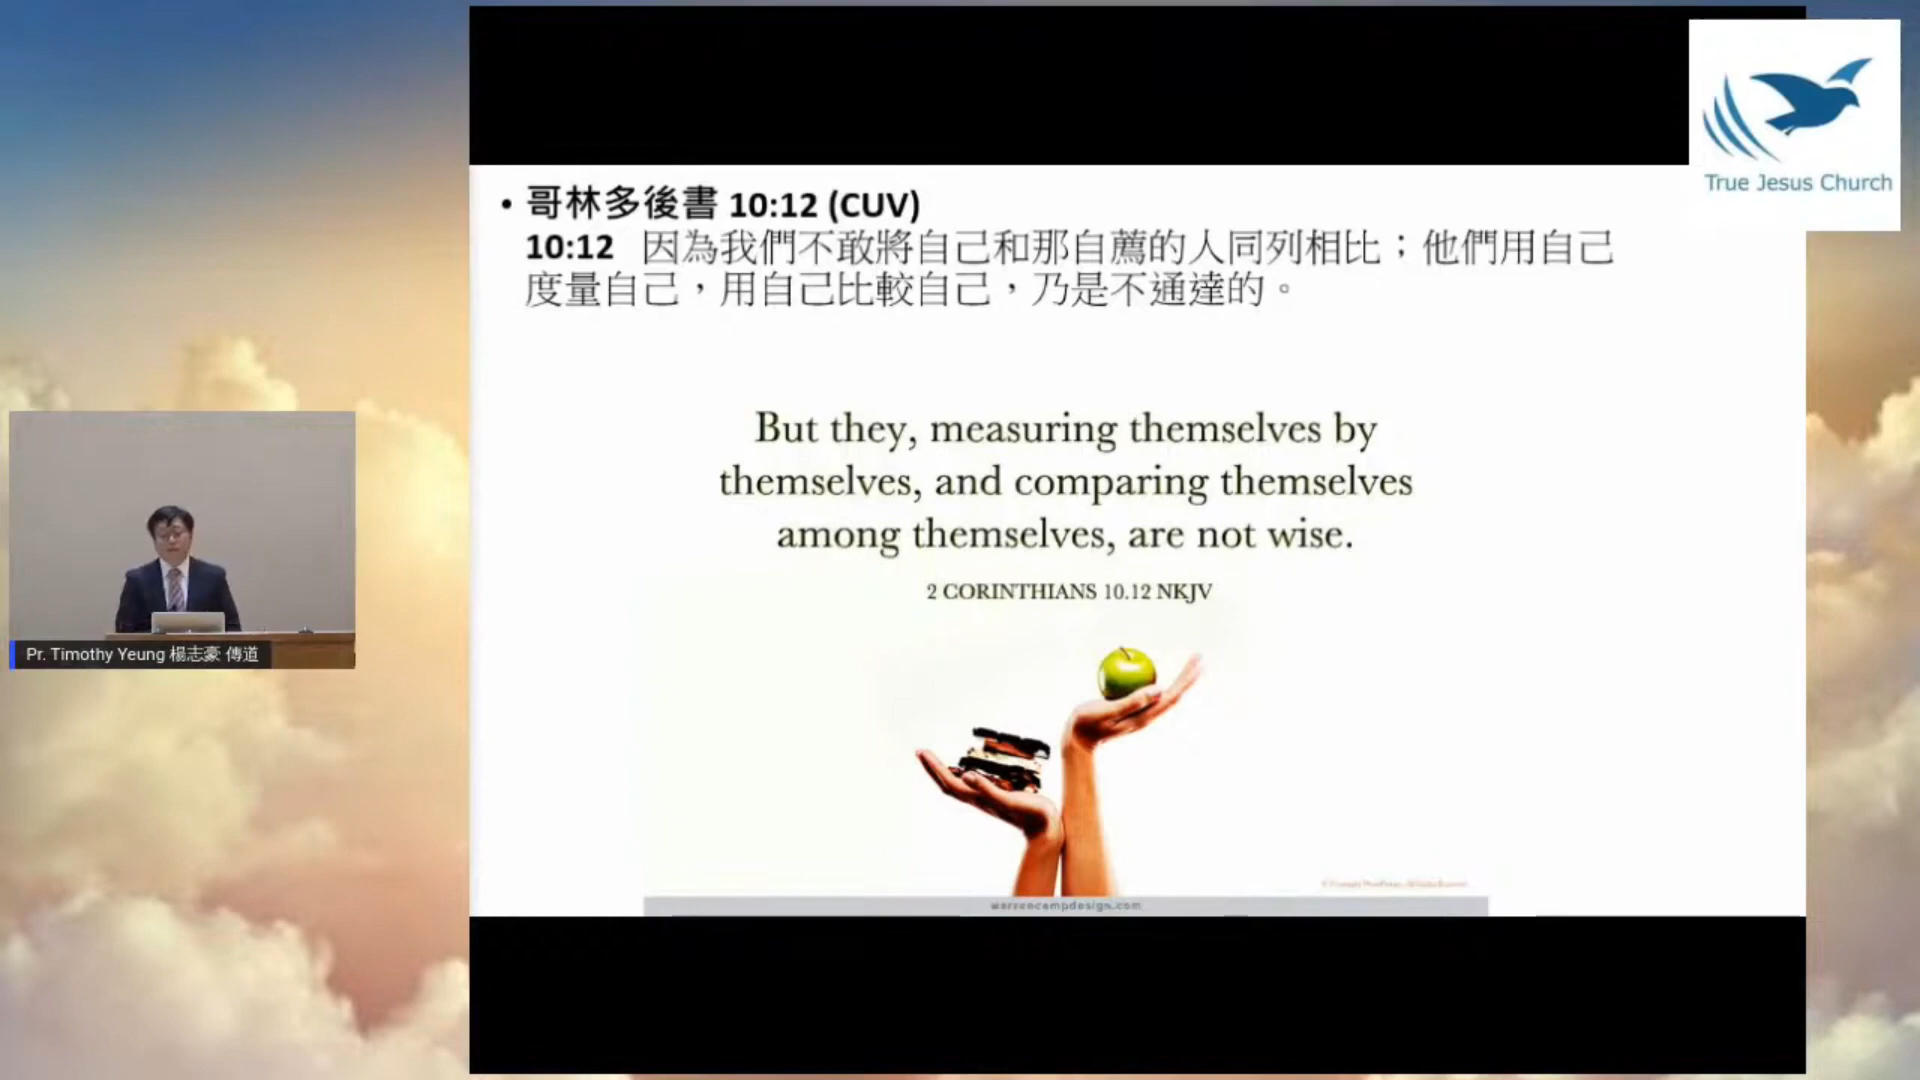 True Jesus Church
• 哥林多後書 10:12 (CUV)
10:12 因為我們不敢將自己和那自薦的人同列相比；他們用自己
度量自己，用自己比較自己，乃是不通達的。
But they, measuring themselves by
themselves, and comparing themselves
among themselves, are not wise.
2 CORINTHIANS 10.12 NKJV
warrencampdesign.com
Pr. Timothy Yeung 楊志豪 傳道